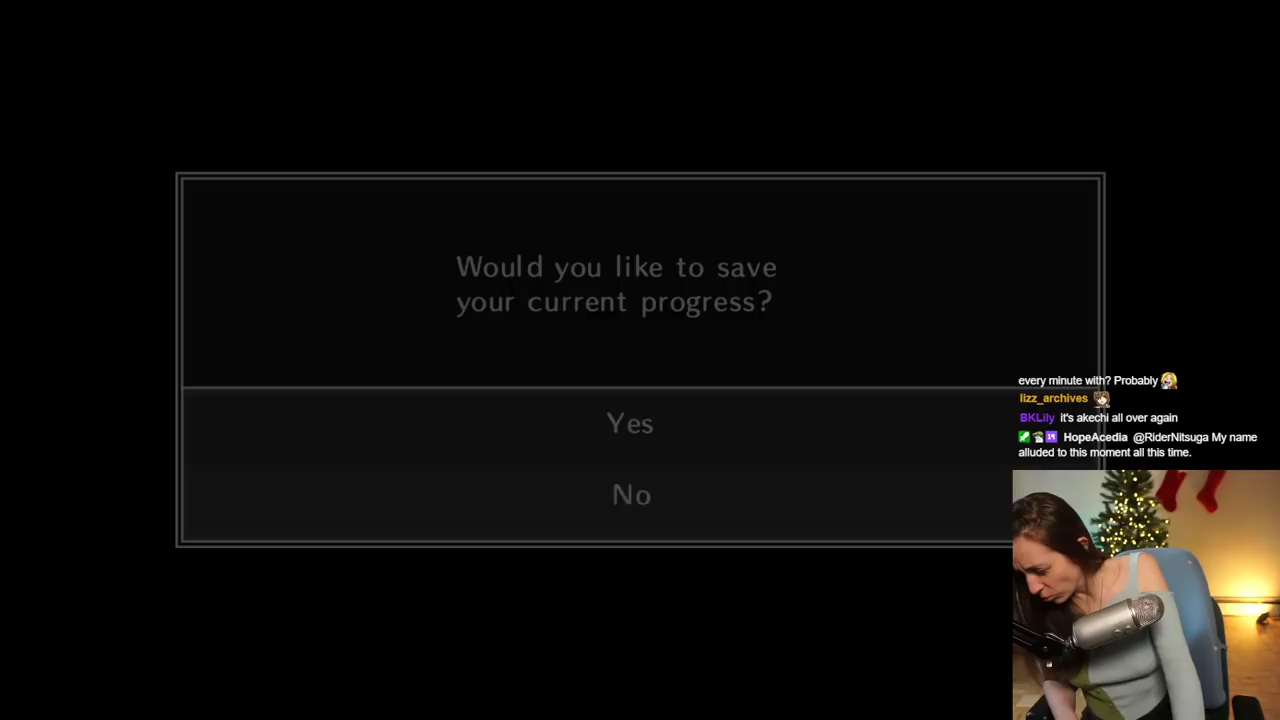 Would you like to save
your current progress?
Yes
No
every minute with? Probably
lizz_archives
BKLily it's akechi all over again
HopeAcedia @RiderNitsuga My name
alluded to this moment all this time.